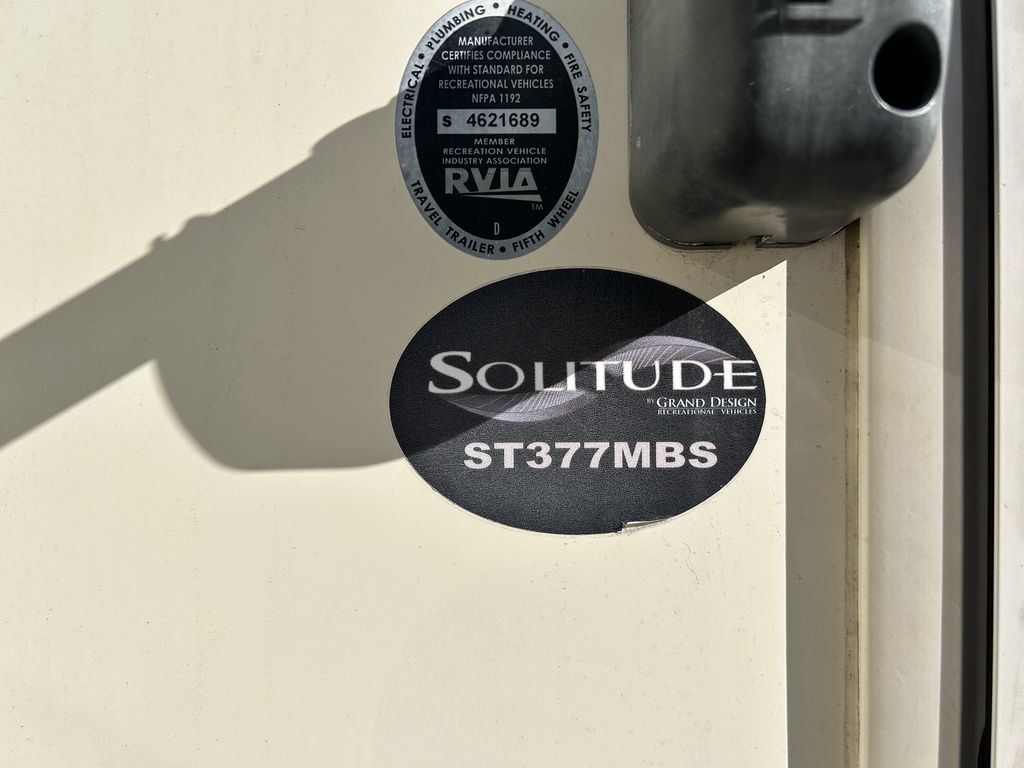 ELECTRICAL • PLUMBING • HEATING • FIRE SAFETY
MANUFACTURER
CERTIFIES COMPLIANCE
WITH STANDARD FOR
RECREATIONAL VEHICLES
NFPA 1192
S 4621689
MEMBER
RECREATION VEHICLE
INDUSTRY ASSOCIATION
RVIA
TM
D
TRAVEL TRAILER • FIFTH WHEEL
SOLITUDE
BY GRAND DESIGN
RECREATIONAL VEHICLES
ST377MBS